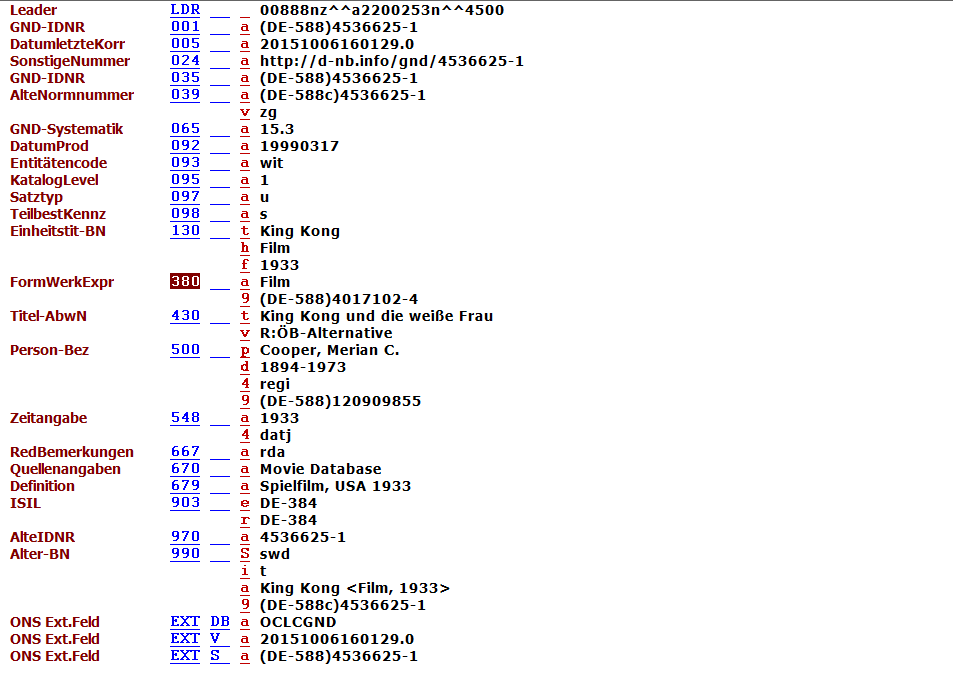 Leader LDR __ _ 00888nz^^a2200253n^^4500
GND-IDNR 001 __ a (DE-588)4536625-1
DatumletzteKorr 005 __ a 20151006160129.0
SonstigeNummer 024 __ a http://d-nb.info/gnd/4536625-1
GND-IDNR 035 __ a (DE-588)4536625-1
AlteNormnummer 039 __ a (DE-588c)4536625-1
v zg
GND-Systematik 065 __ a 15.3
DatumProd 092 __ a 19990317
Entitätencode 093 __ a wit
KatalogLevel 095 __ a 1
Satztyp 097 __ a u
TeilbestKennz 098 __ a s
Einheitstit-BN 130 __ t King Kong
h Film
f 1933
FormWerkExpr 380 __ a Film
9 (DE-588)4017102-4
Titel-AbwN 430 __ t King Kong und die weiße Frau
v R:ÖB-Alternative
Person-Bez 500 __ p Cooper, Merian C.
d 1894-1973
4 regi
9 (DE-588)120909855
Zeitangabe 548 __ a 1933
4 datj
RedBemerkungen 667 __ a rda
Quellenangaben 670 __ a Movie Database
Definition 679 __ a Spielfilm, USA 1933
ISIL 903 __ e DE-384
r DE-384
AlteIDNR 970 __ a 4536625-1
Alter-BN 990 __ S swd
i t
a King Kong <Film, 1933>
9 (DE-588c)4536625-1
ONS Ext.Feld EXT DB a OCLCGND
ONS Ext.Feld EXT V_ a 20151006160129.0
ONS Ext.Feld EXT S_ a (DE-588)4536625-1